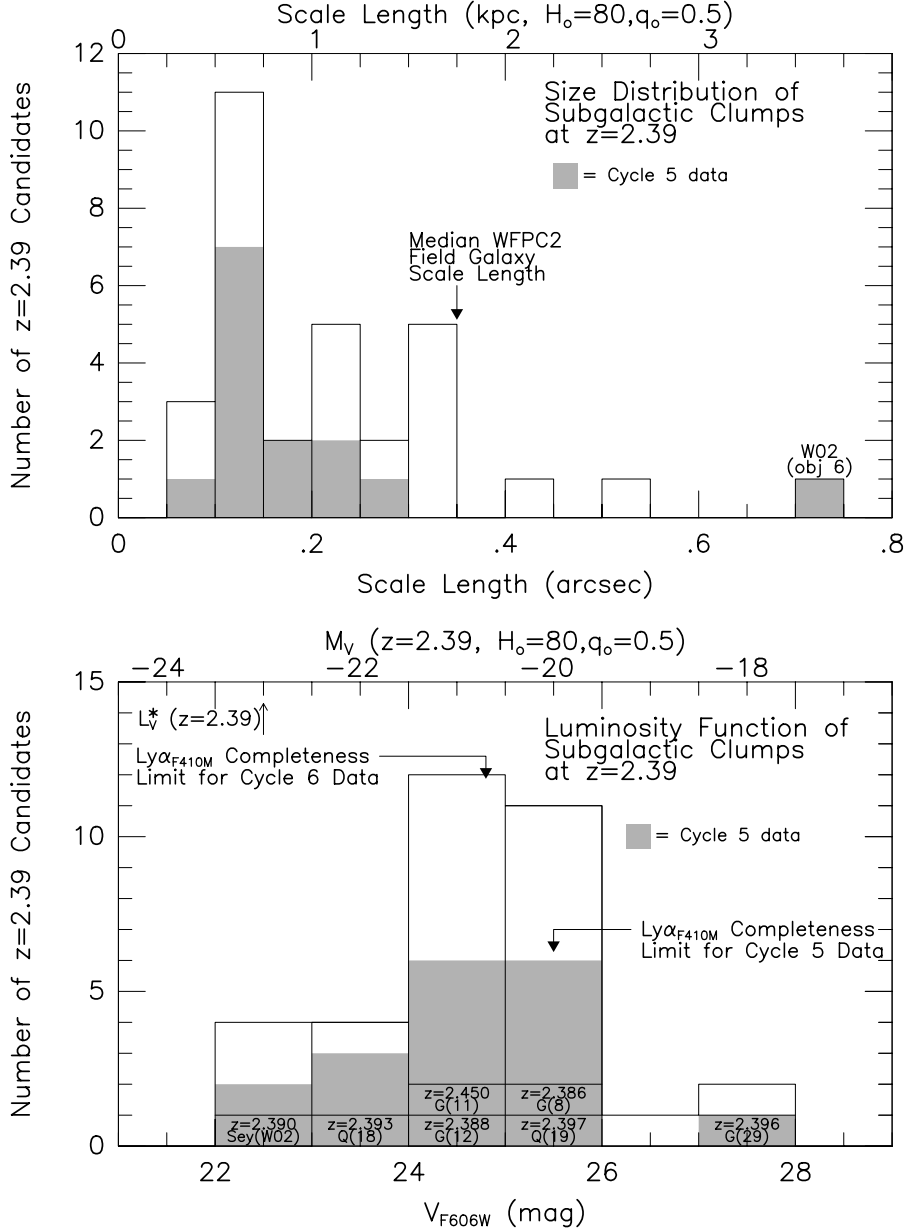 Scale Length (kpc, Hₒ=80,qₒ=0.5)
0 1 2 3
12
10
8
6
4
2
0
Number of z=2.39 Candidates
Size Distribution of
Subgalactic Clumps
at z=2.39
= Cycle 5 data
Median WFPC2
Field Galaxy
Scale Length
W02
(obj 6)
0 .2 .4 .6 .8
Scale Length (arcsec)
M_V (z=2.39, Hₒ=80,qₒ=0.5)
−24 −22 −20 −18
15
10
5
0
Number of z=2.39 Candidates
L*_V (z=2.39)
Lyα_F410M Completeness
Limit for Cycle 6 Data
Luminosity Function of
Subgalactic Clumps
at z=2.39
= Cycle 5 data
Lyα_F410M Completeness
Limit for Cycle 5 Data
z=2.450
G(11)
z=2.386
G(8)
z=2.390
Sey(W02)
z=2.393
Q(18)
z=2.388
G(12)
z=2.397
Q(19)
z=2.396
G(29)
22 24 26 28
V_F606W (mag)